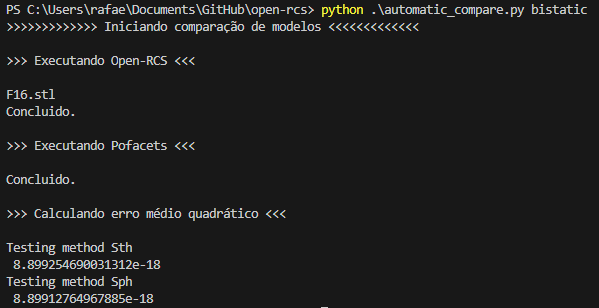 PS C:\Users\rafae\Documents\GitHub\open-rcs> python .\automatic_compare.py bistatic
>>>>>>>>>>>>> Iniciando comparação de modelos <<<<<<<<<<<<<
>>> Executando Open-RCS <<<
F16.stl
Concluido.
>>> Executando Pofacets <<<
Concluido.
>>> Calculando erro médio quadrático <<<
Testing method Sth
8.899254690031312e-18
Testing method Sph
8.89912764967885e-18